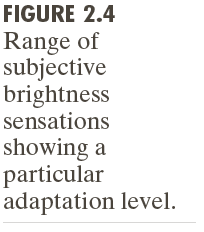 FIGURE 2.4
Range of
subjective
brightness
sensations
showing a
particular
adaptation level.